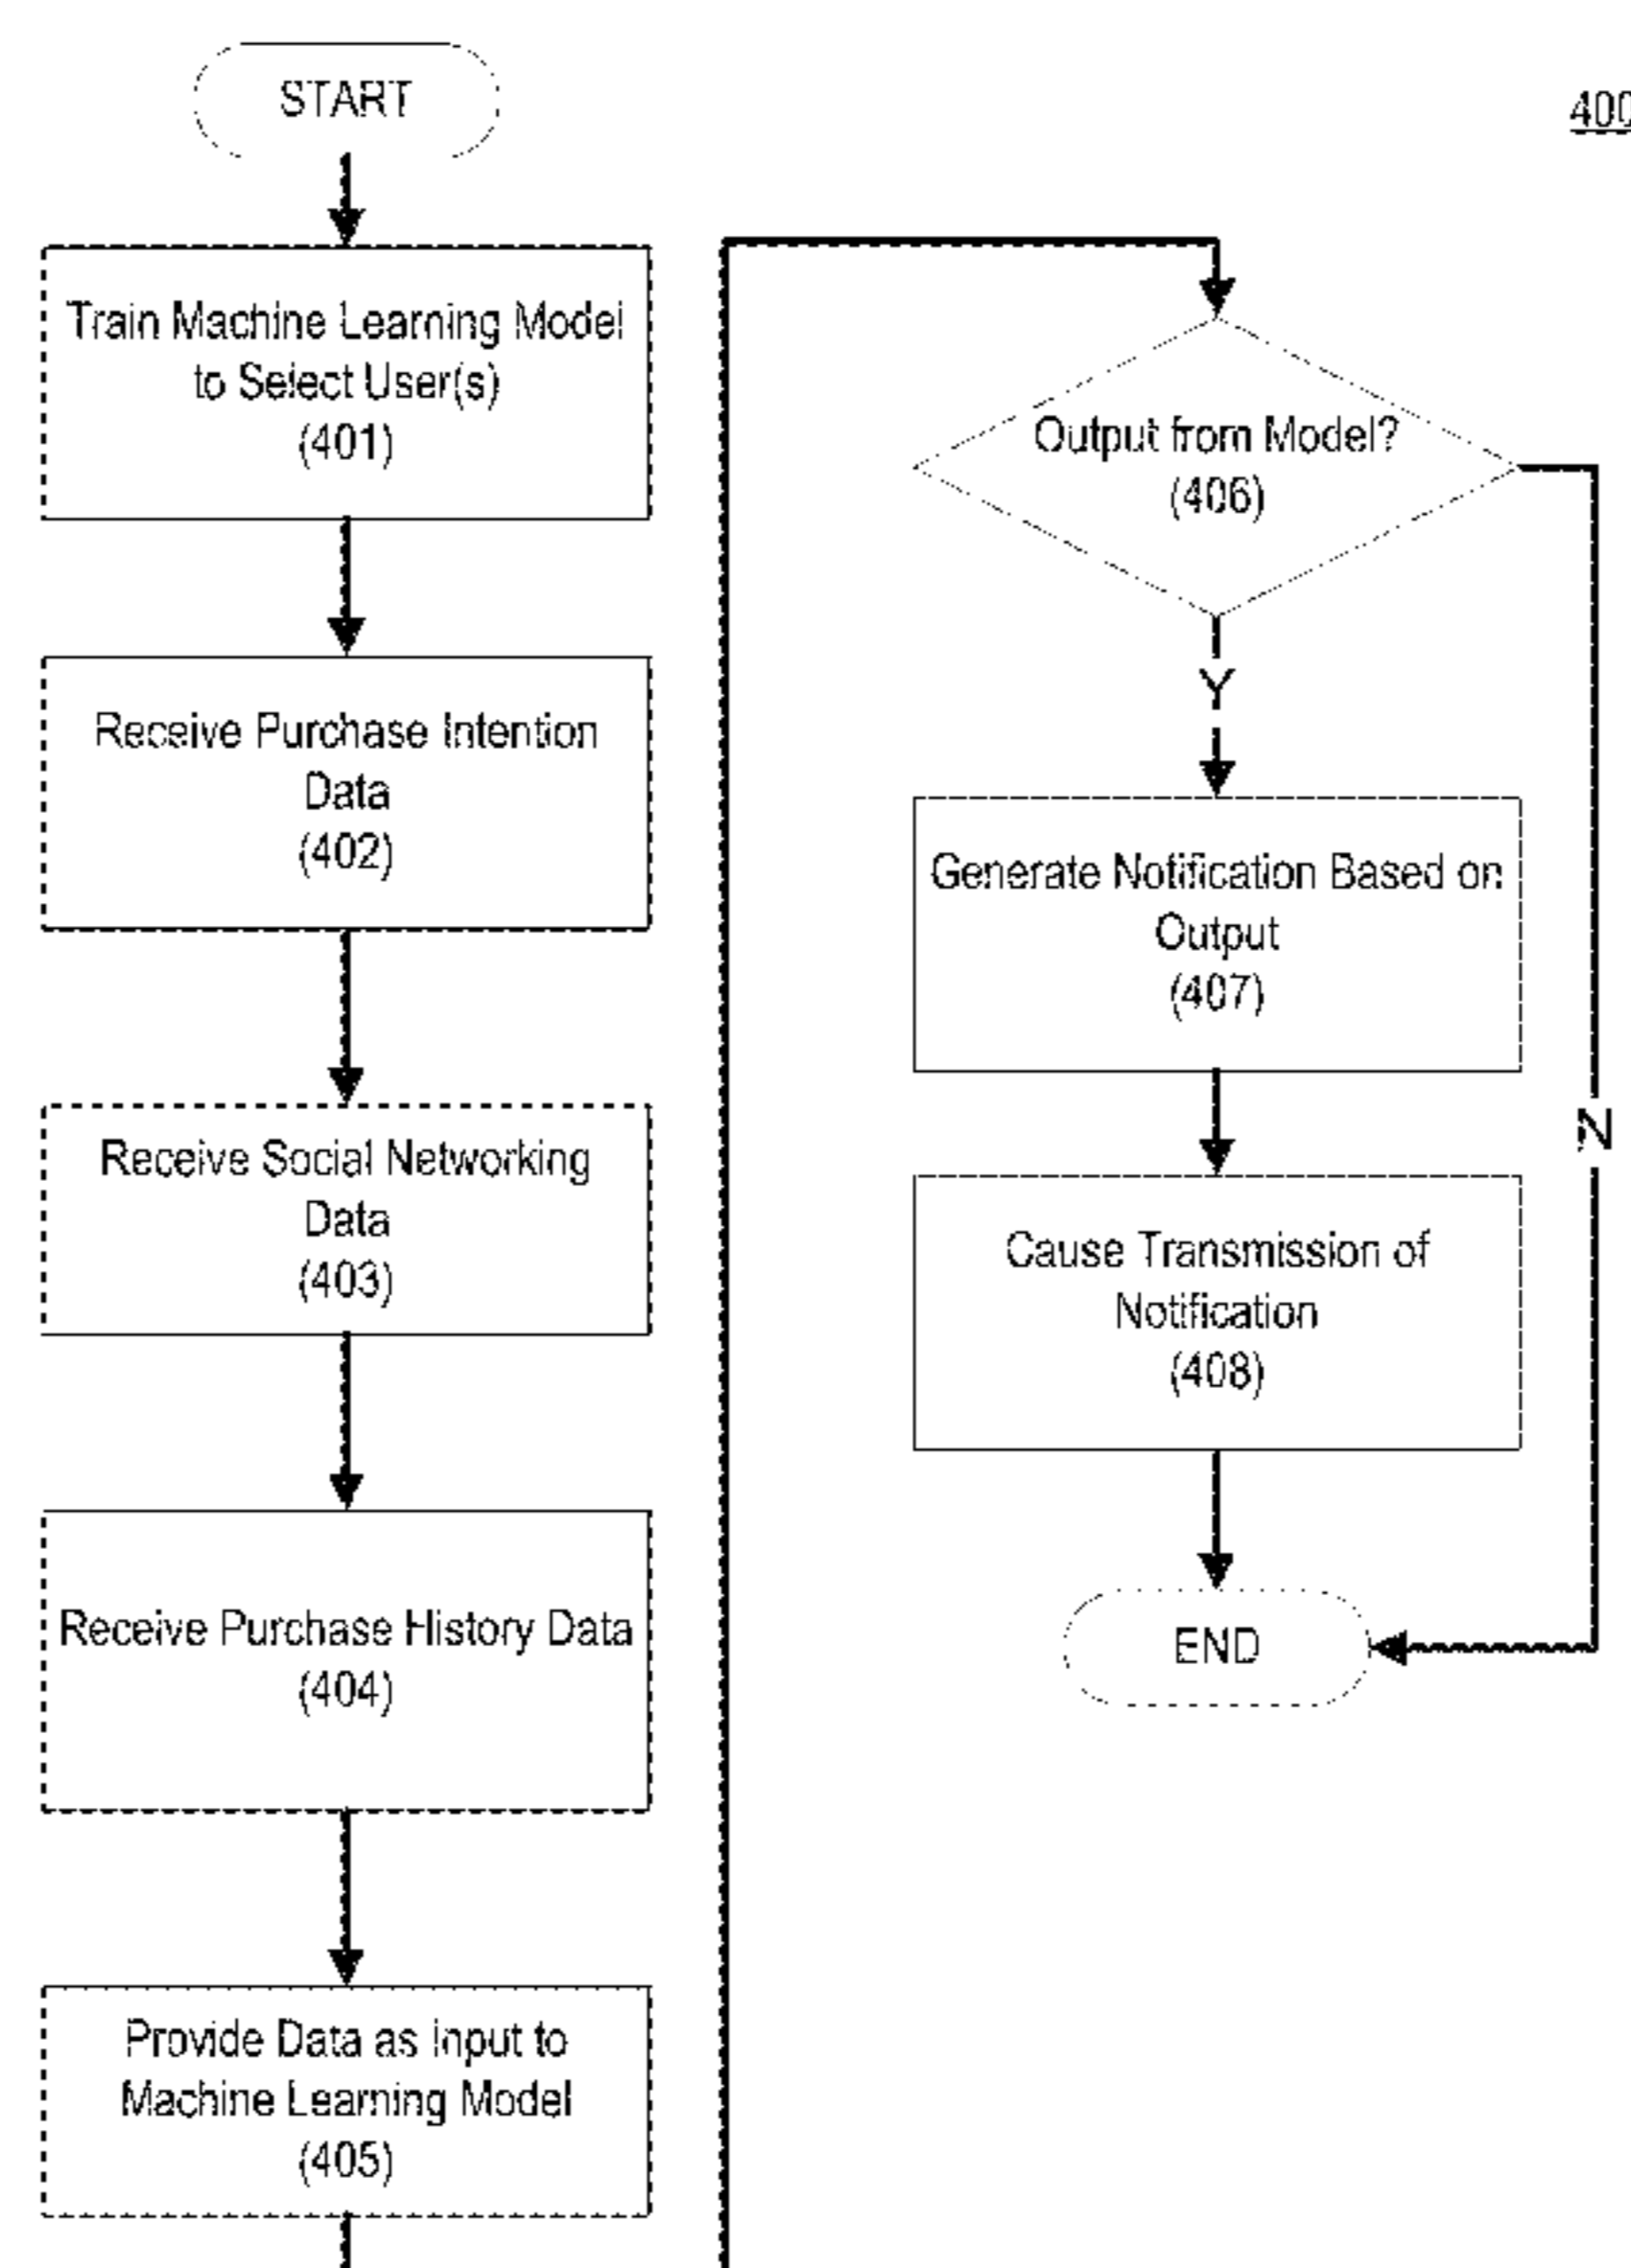 START
400
Train Machine Learning Model
to Select User(s)
(401)
Receive Purchase Intention
Data
(402)
Receive Social Networking
Data
(403)
Receive Purchase History Data
(404)
Provide Data as Input to
Machine Learning Model
(405)
Output from Model?
(406)
Y
N
Generate Notification Based on
Output
(407)
Cause Transmission of
Notification
(408)
END